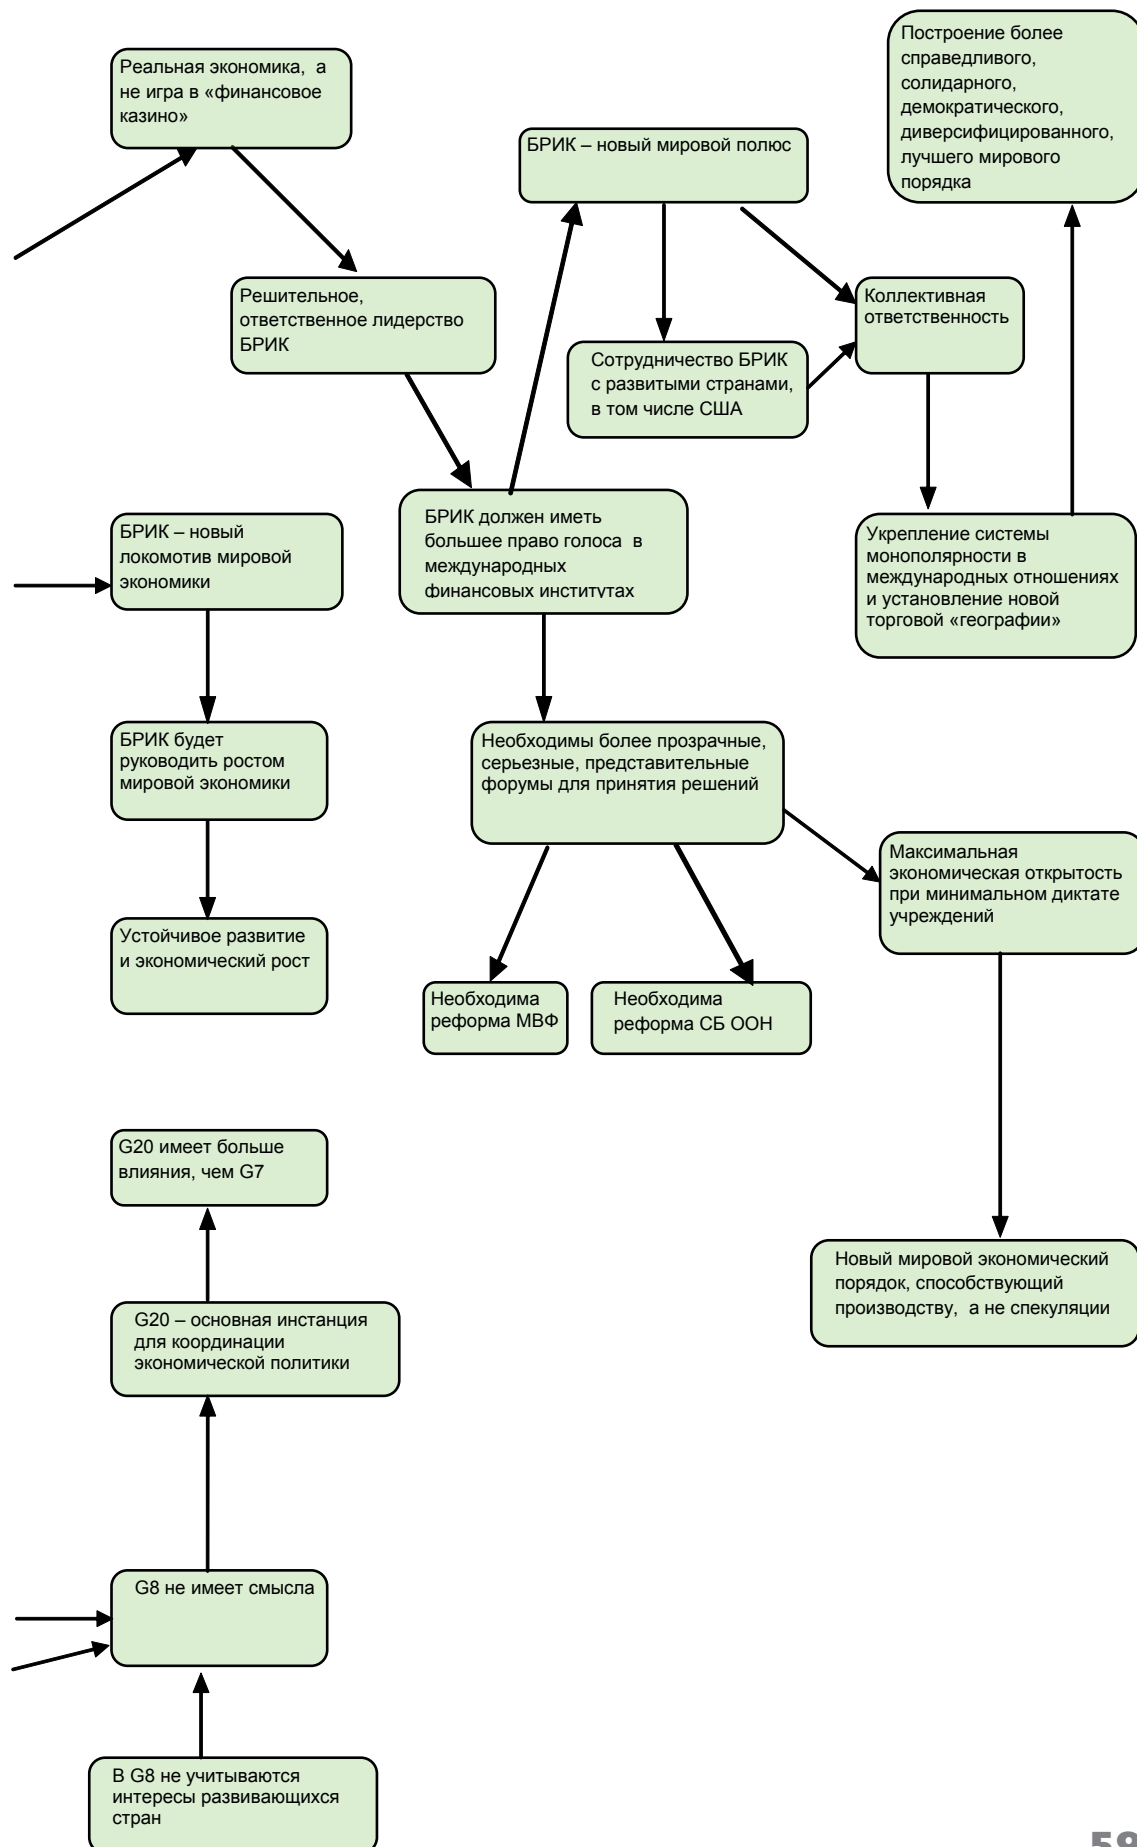 Построение более
справедливого,
солидарного,
демократического,
диверсифицированного,
лучшего мирового
порядка
Реальная экономика, а
не игра в «финансовое
казино»
БРИК – новый мировой полюс
Решительное,
ответственное лидерство
БРИК
Коллективная
ответственность
Сотрудничество БРИК
с развитыми странами,
в том числе США
БРИК – новый
локомотив мировой
экономики
БРИК должен иметь
большее право голоса в
международных
финансовых институтах
Укрепление системы
монополярности в
международных отношениях
и установление новой
торговой «географии»
БРИК будет
руководить ростом
мировой экономики
Необходимы более прозрачные,
серьезные, представительные
форумы для принятия решений
Максимальная
экономическая открытость
при минимальном диктате
учреждений
Устойчивое развитие
и экономический рост
Необходима
реформа МВФ
Необходима
реформа СБ ООН
G20 имеет больше
влияния, чем G7
Новый мировой экономический
порядок, способствующий
производству, а не спекуляции
G20 – основная инстанция
для координации
экономической политики
G8 не имеет смысла
В G8 не учитываются
интересы развивающихся
стран